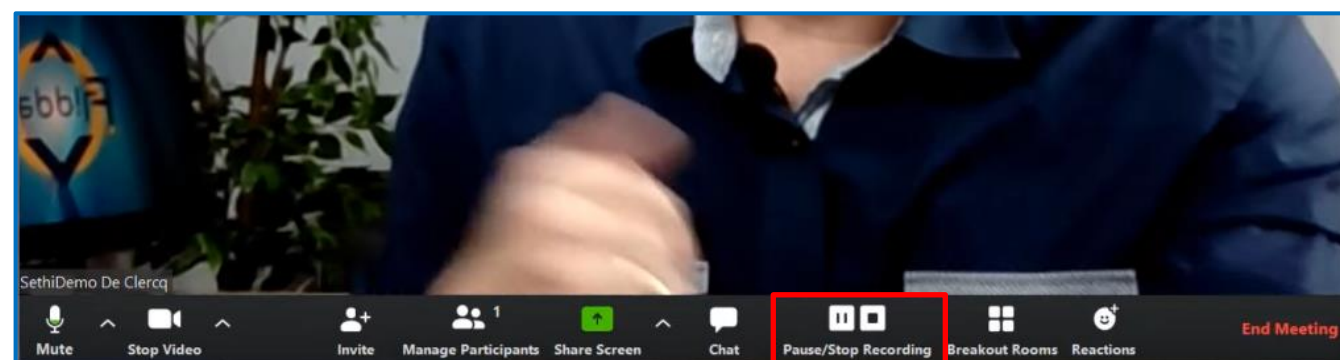 SethiDemo De Clercq
1
Mute Stop Video Invite Manage Participants Share Screen Chat Pause/Stop Recording Breakout Rooms Reactions End Meeting